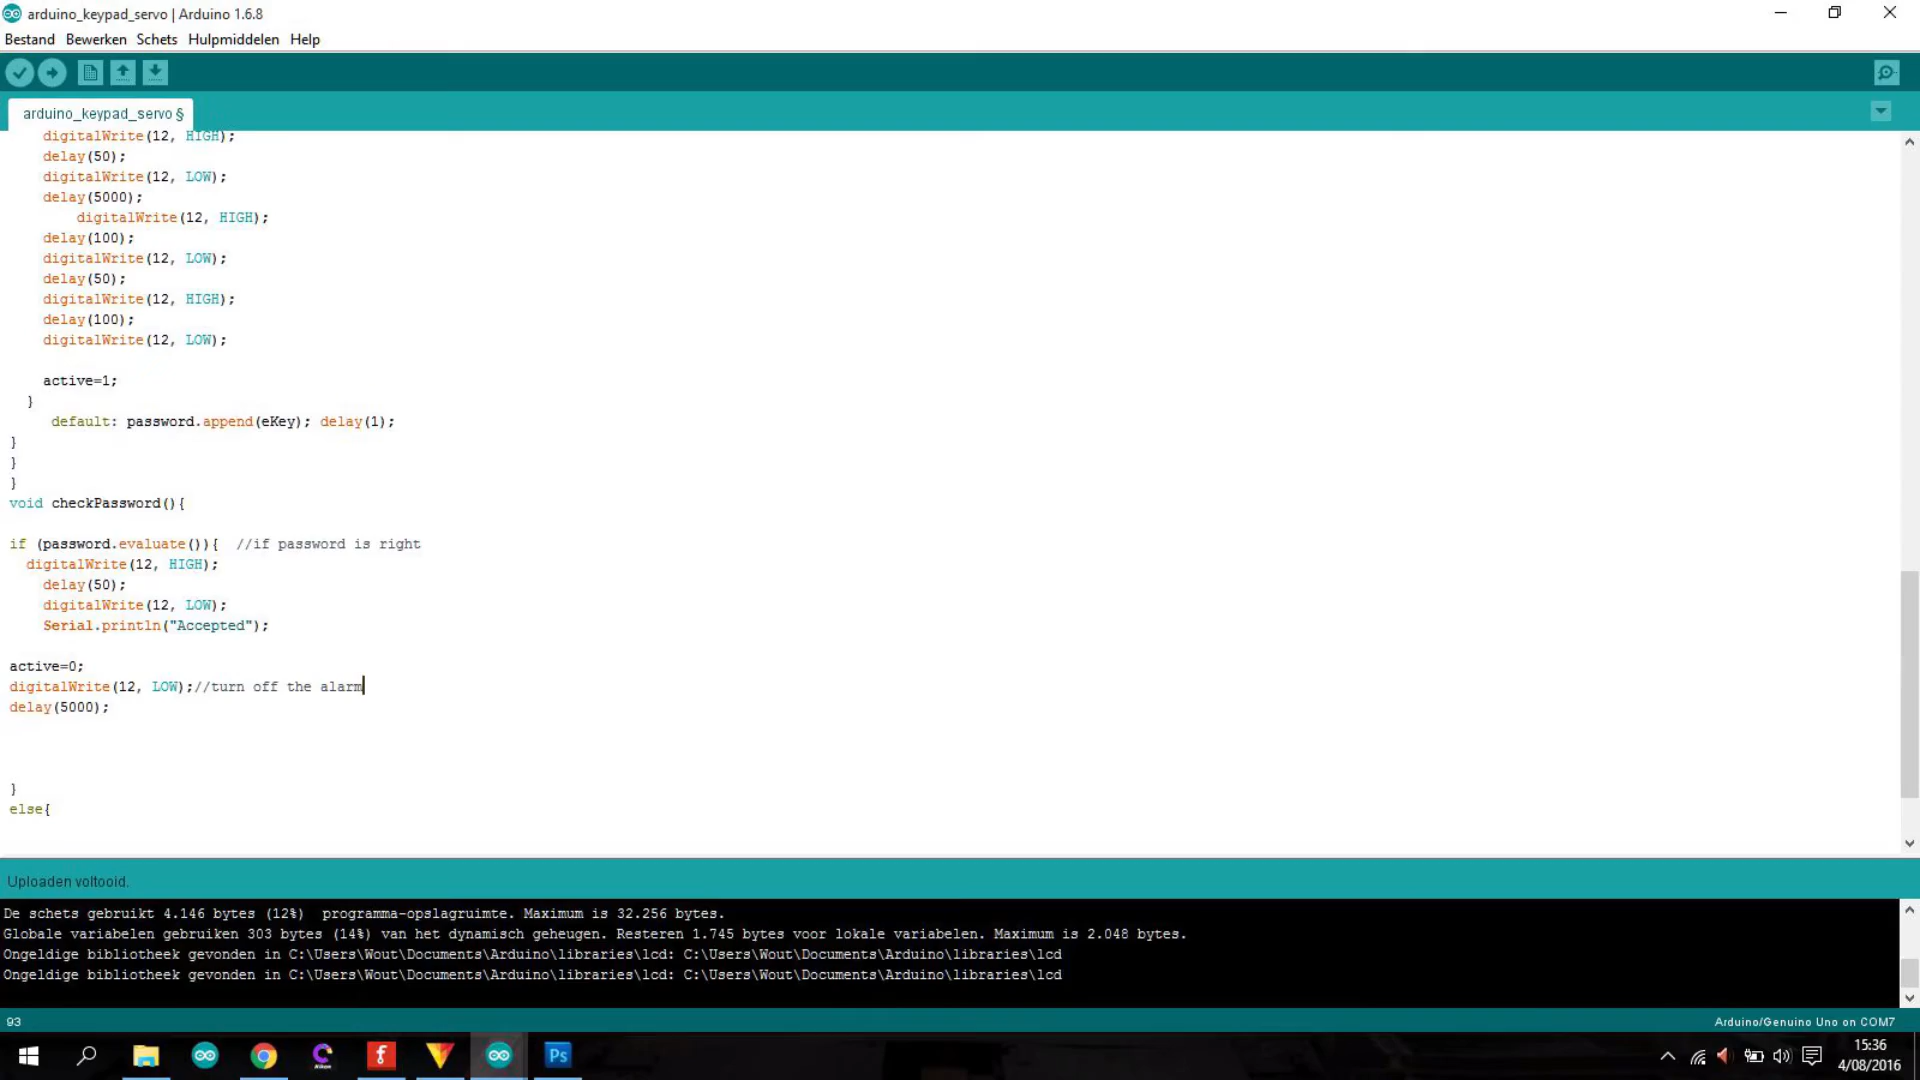 arduino_keypad_servo | Arduino 1.6.8
Bestand Bewerken Schets Hulpmiddelen Help
arduino_keypad_servo §
digitalWrite(12, HIGH);
delay(50);
digitalWrite(12, LOW);
delay(5000);
digitalWrite(12, HIGH);
delay(100);
digitalWrite(12, LOW);
delay(50);
digitalWrite(12, HIGH);
delay(100);
digitalWrite(12, LOW);
active=1;
}
default: password.append(eKey); delay(1);
}
}
}
void checkPassword(){
if (password.evaluate()){ //if password is right
digitalWrite(12, HIGH);
delay(50);
digitalWrite(12, LOW);
Serial.println("Accepted");
active=0;
digitalWrite(12, LOW);//turn off the alarm
delay(5000);
}
else{
Uploaden voltooid.
De schets gebruikt 4.146 bytes (12%) programma-opslagruimte. Maximum is 32.256 bytes.
Globale variabelen gebruiken 303 bytes (14%) van het dynamisch geheugen. Resteren 1.745 bytes voor lokale variabelen. Maximum is 2.048 bytes.
Ongeldige bibliotheek gevonden in C:\Users\Wout\Documents\Arduino\libraries\lcd: C:\Users\Wout\Documents\Arduino\libraries\lcd
Ongeldige bibliotheek gevonden in C:\Users\Wout\Documents\Arduino\libraries\lcd: C:\Users\Wout\Documents\Arduino\libraries\lcd
93
Arduino/Genuino Uno on COM7
Nikon
Ps
15:36
4/08/2016